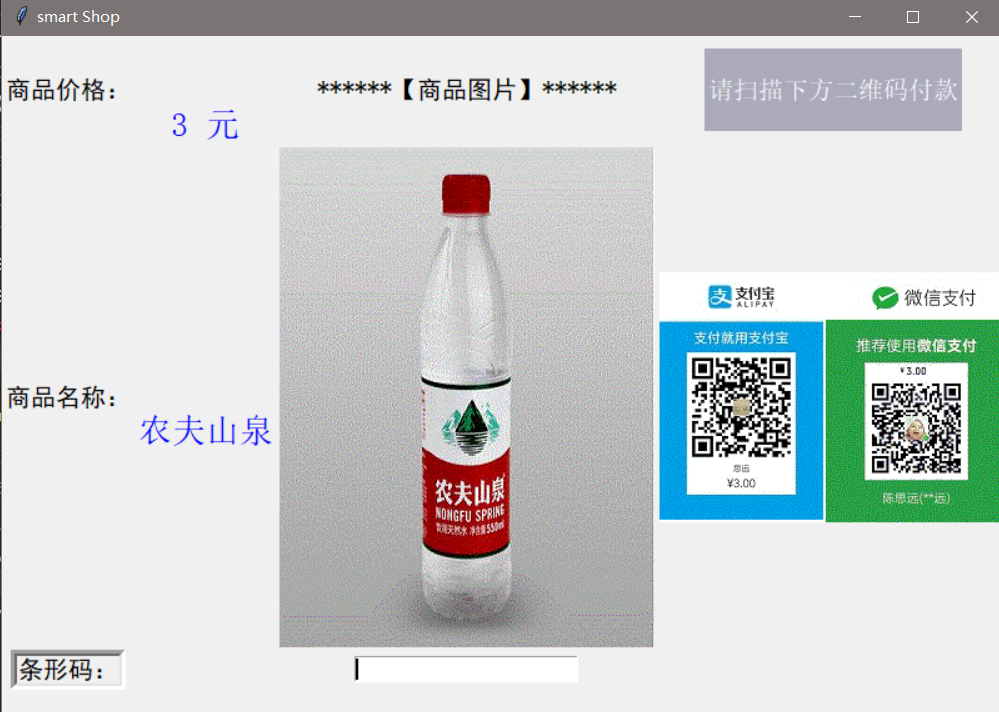 smart Shop
商品价格：
******【商品图片】******
请扫描下方二维码付款
3 元
支付宝
ALIPAY
微信支付
支付就用支付宝
推荐使用微信支付
¥3.00
商品名称：
农夫山泉
思远
¥3.00
陈思远(**远)
农夫山泉
NONGFU SPRING
饮用天然水 净含量550ml
条形码：